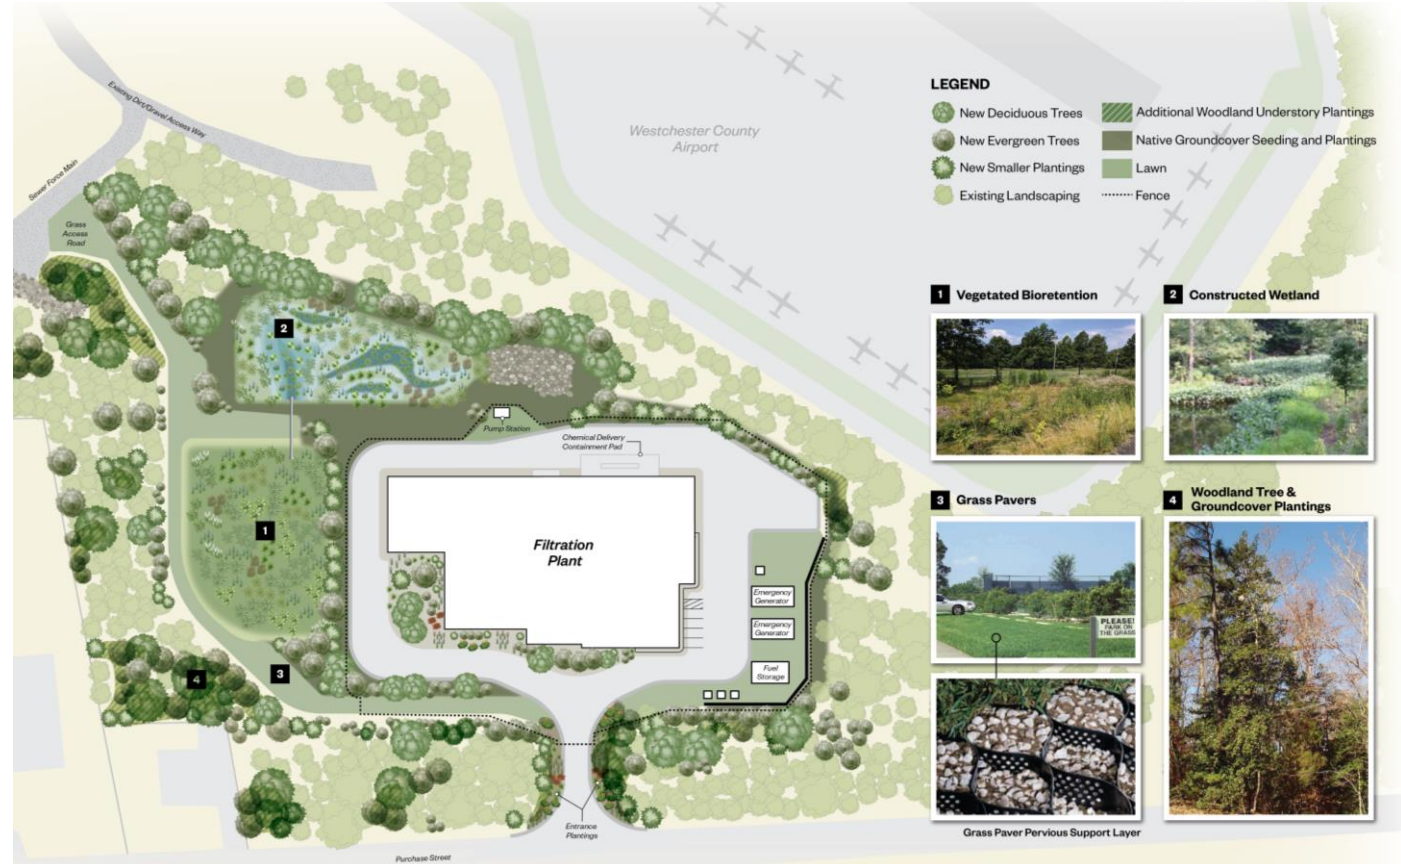 Existing Dirt/Gravel Access Way
Sewer Force Main
Grass
Access
Road
Westchester County
Airport
LEGEND
New Deciduous Trees
New Evergreen Trees
New Smaller Plantings
Existing Landscaping
Additional Woodland Understory Plantings
Native Groundcover Seeding and Plantings
Lawn
Fence
2
Pump Station
Chemical Delivery
Containment Pad
1
Filtration
Plant
Emergency
Generator
Emergency
Generator
Fuel
Storage
3
4
Entrance
Plantings
Purchase Street
1 Vegetated Bioretention
2 Constructed Wetland
3 Grass Pavers
PLEASE!
PARK ON
THE GRASS
Grass Paver Pervious Support Layer
4 Woodland Tree &
Groundcover Plantings